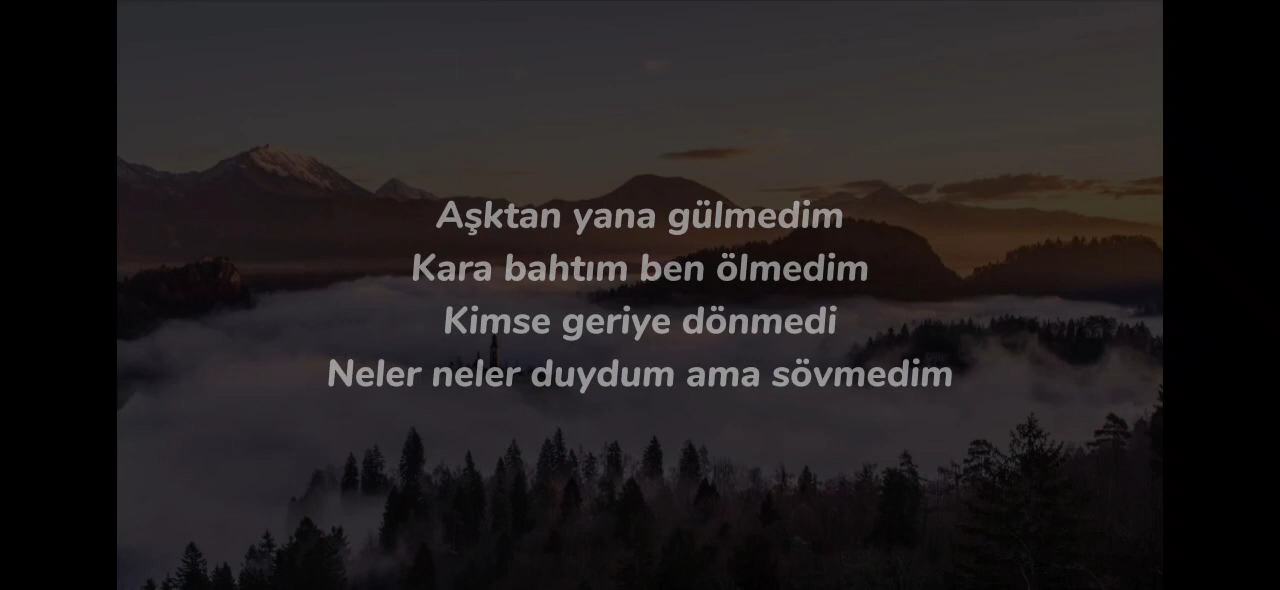 Aşktan yana gülmedim
Kara bahtım ben ölmedim
Kimse geriye dönmedi
Neler neler duydum ama sövmedim